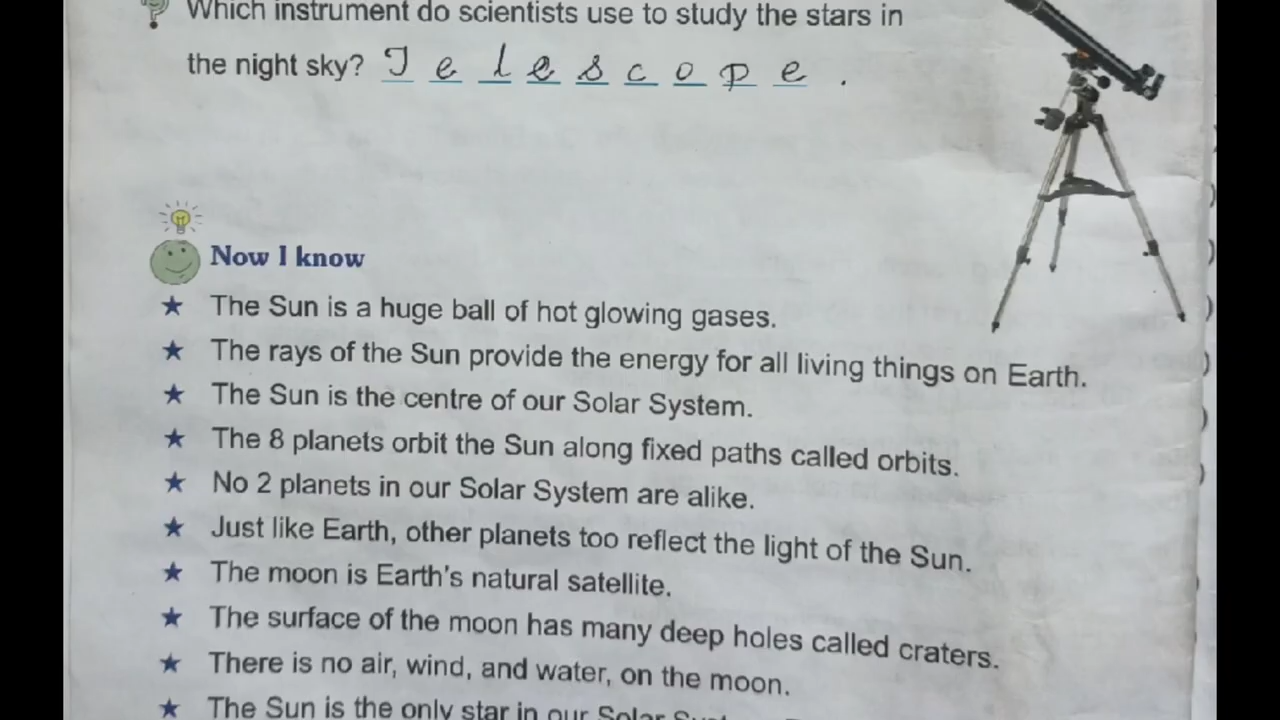 Which instrument do scientists use to study the stars in
the night sky? Telescope .
Now I know
★ The Sun is a huge ball of hot glowing gases.
★ The rays of the Sun provide the energy for all living things on Earth.
★ The Sun is the centre of our Solar System.
★ The 8 planets orbit the Sun along fixed paths called orbits.
★ No 2 planets in our Solar System are alike.
★ Just like Earth, other planets too reflect the light of the Sun.
★ The moon is Earth's natural satellite.
★ The surface of the moon has many deep holes called craters.
★ There is no air, wind, and water, on the moon.
★ The Sun is the only star in our Solar